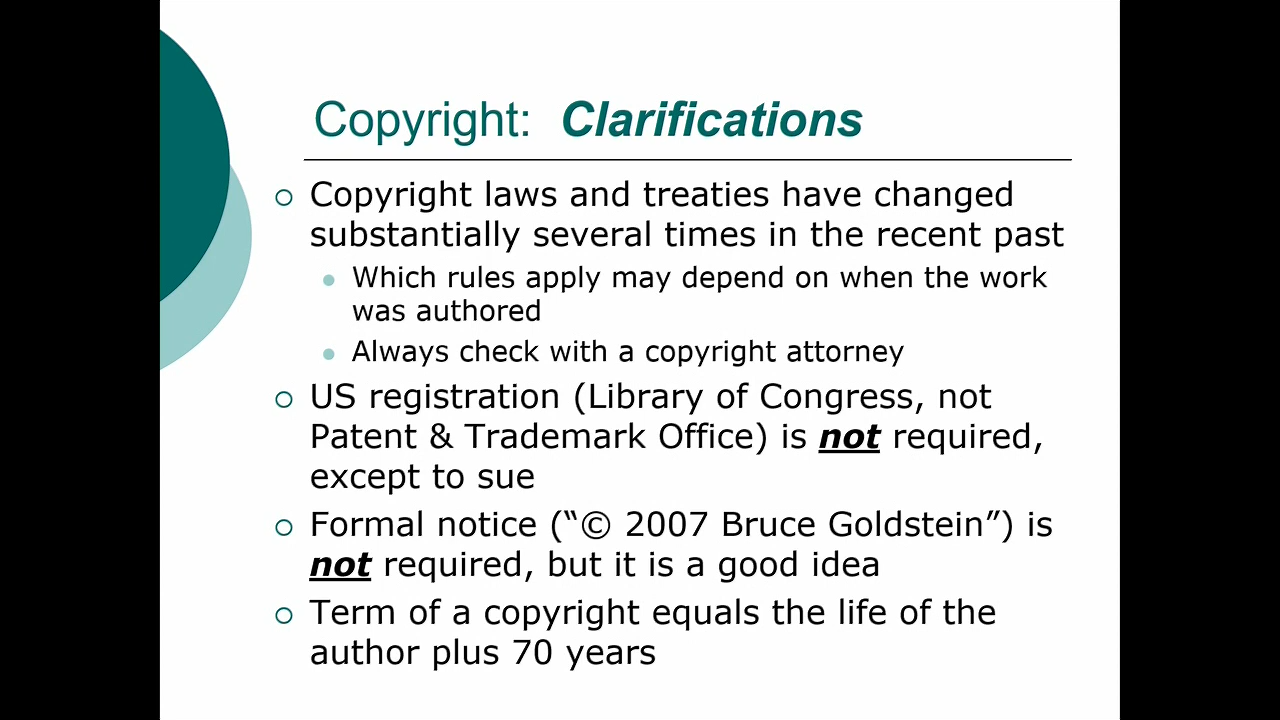 Copyright: Clarifications
Copyright laws and treaties have changed
substantially several times in the recent past
Which rules apply may depend on when the work
was authored
Always check with a copyright attorney
US registration (Library of Congress, not
Patent & Trademark Office) is not required,
except to sue
Formal notice (“© 2007 Bruce Goldstein”) is
not required, but it is a good idea
Term of a copyright equals the life of the
author plus 70 years